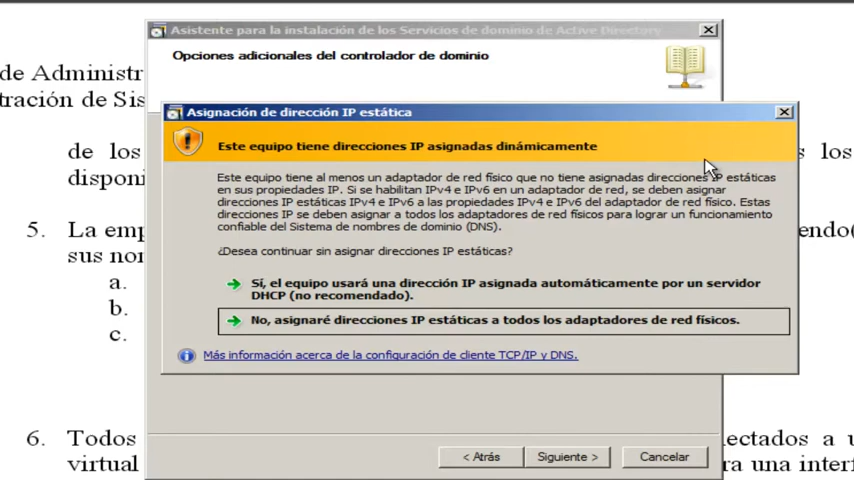 Asistente para la instalación de los Servicios de dominio de Active Directory
Opciones adicionales del controlador de dominio
de Administr
tración de Sis
de los
los
disponi
Asignación de dirección IP estática
Este equipo tiene direcciones IP asignadas dinámicamente
Este equipo tiene al menos un adaptador de red físico que no tiene asignadas direcciones IP estáticas
en sus propiedades IP. Si se habilitan IPv4 e IPv6 en un adaptador de red, se deben asignar
direcciones IP estáticas IPv4 e IPv6 a las propiedades IPv4 e IPv6 del adaptador de red físico. Estas
direcciones IP se deben asignar a todos los adaptadores de red físicos para lograr un funcionamiento
confiable del Sistema de nombres de dominio (DNS).
¿Desea continuar sin asignar direcciones IP estáticas?
Sí, el equipo usará una dirección IP asignada automáticamente por un servidor
DHCP (no recomendado).
No, asignaré direcciones IP estáticas a todos los adaptadores de red físicos.
Más información acerca de la configuración de cliente TCP/IP y DNS.
5. La emp
endo(
sus nor
a.
b.
c.
< Atrás
Siguiente >
Cancelar
6. Todos
ectados a u
virtual
ra una interf